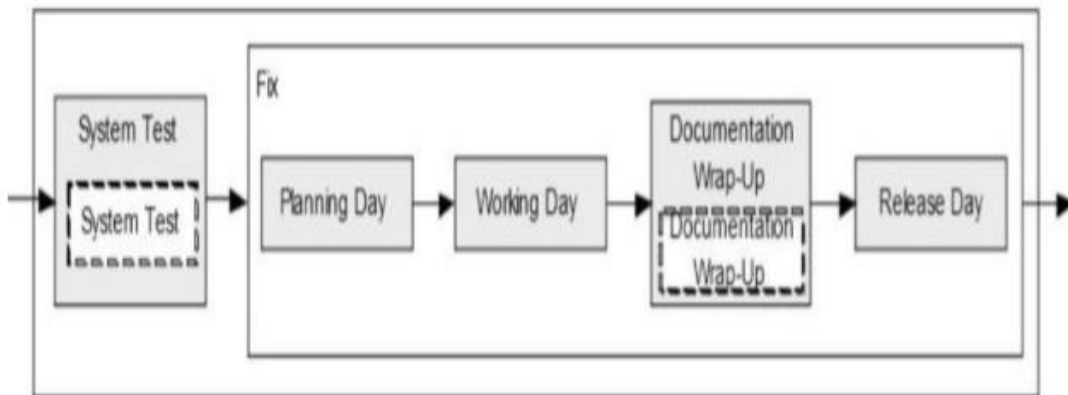 Fix
System Test
System Test
Planning Day
Working Day
Documentation
Wrap-Up
Documentation
Wrap-Up
Release Day